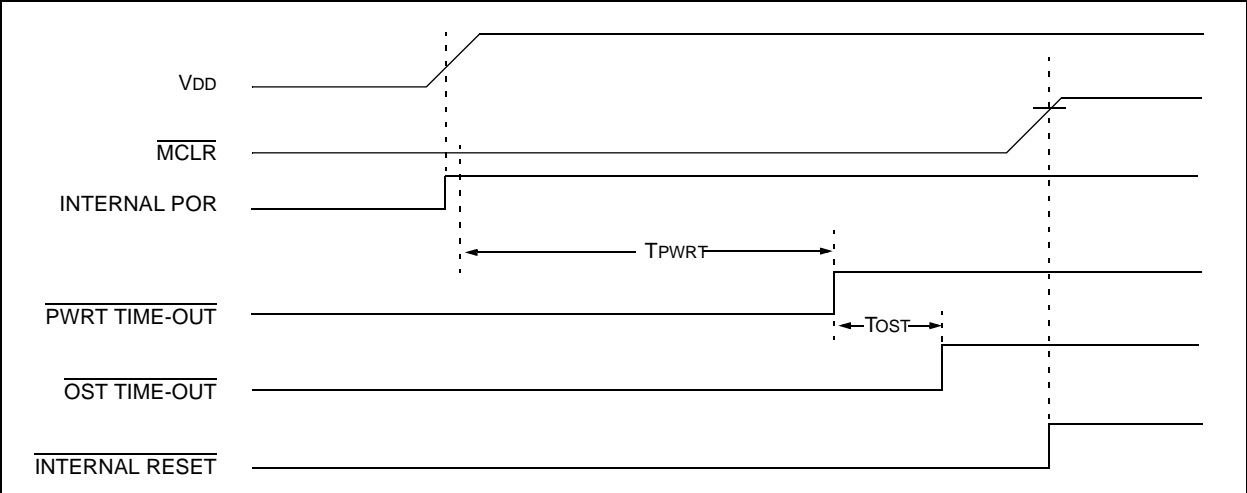 VDD
MCLR
INTERNAL POR
TPWRT
PWRT TIME-OUT
TOST
OST TIME-OUT
INTERNAL RESET